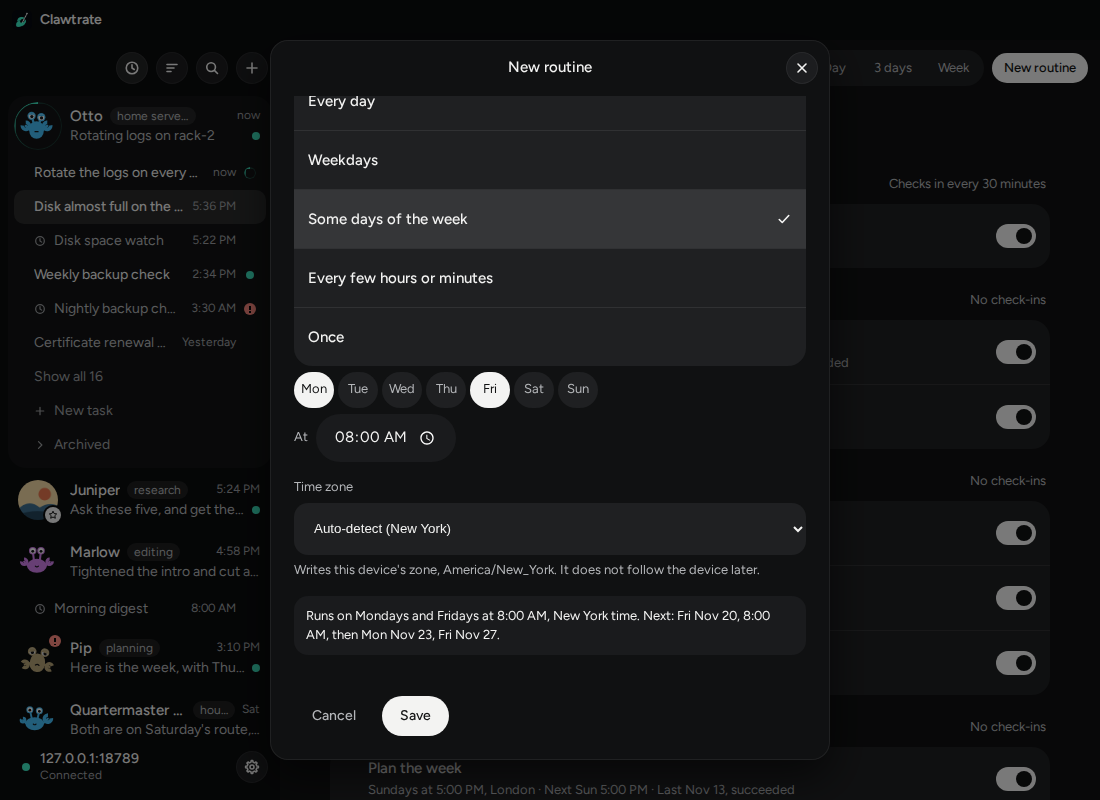 Clawtrate
New routine
Day
3 days
Week
New routine
Otto
home serve...
now
Rotating logs on rack-2
Rotate the logs on every ...
now
Disk almost full on the ...
5:36 PM
Disk space watch
5:22 PM
Weekly backup check
2:34 PM
Nightly backup ch...
3:30 AM
Certificate renewal ...
Yesterday
Show all 16
New task
Archived
Juniper
research
5:24 PM
Ask these five, and get the...
Marlow
editing
4:58 PM
Tightened the intro and cut a...
Morning digest
8:00 AM
Pip
planning
3:10 PM
Here is the week, with Thu...
Quartermaster ...
hou...
Sat
Both are on Saturday's route,...
127.0.0.1:18789
Connected
Every day
Weekdays
Some days of the week
Every few hours or minutes
Once
Mon
Tue
Wed
Thu
Fri
Sat
Sun
At
08:00 AM
Time zone
Auto-detect (New York)
Writes this device's zone, America/New_York. It does not follow the device later.
Runs on Mondays and Fridays at 8:00 AM, New York time. Next: Fri Nov 20, 8:00
AM, then Mon Nov 23, Fri Nov 27.
Cancel
Save
Checks in every 30 minutes
No check-ins
No check-ins
No check-ins
Plan the week
Sundays at 5:00 PM, London · Next Sun 5:00 PM · Last Nov 13, succeeded